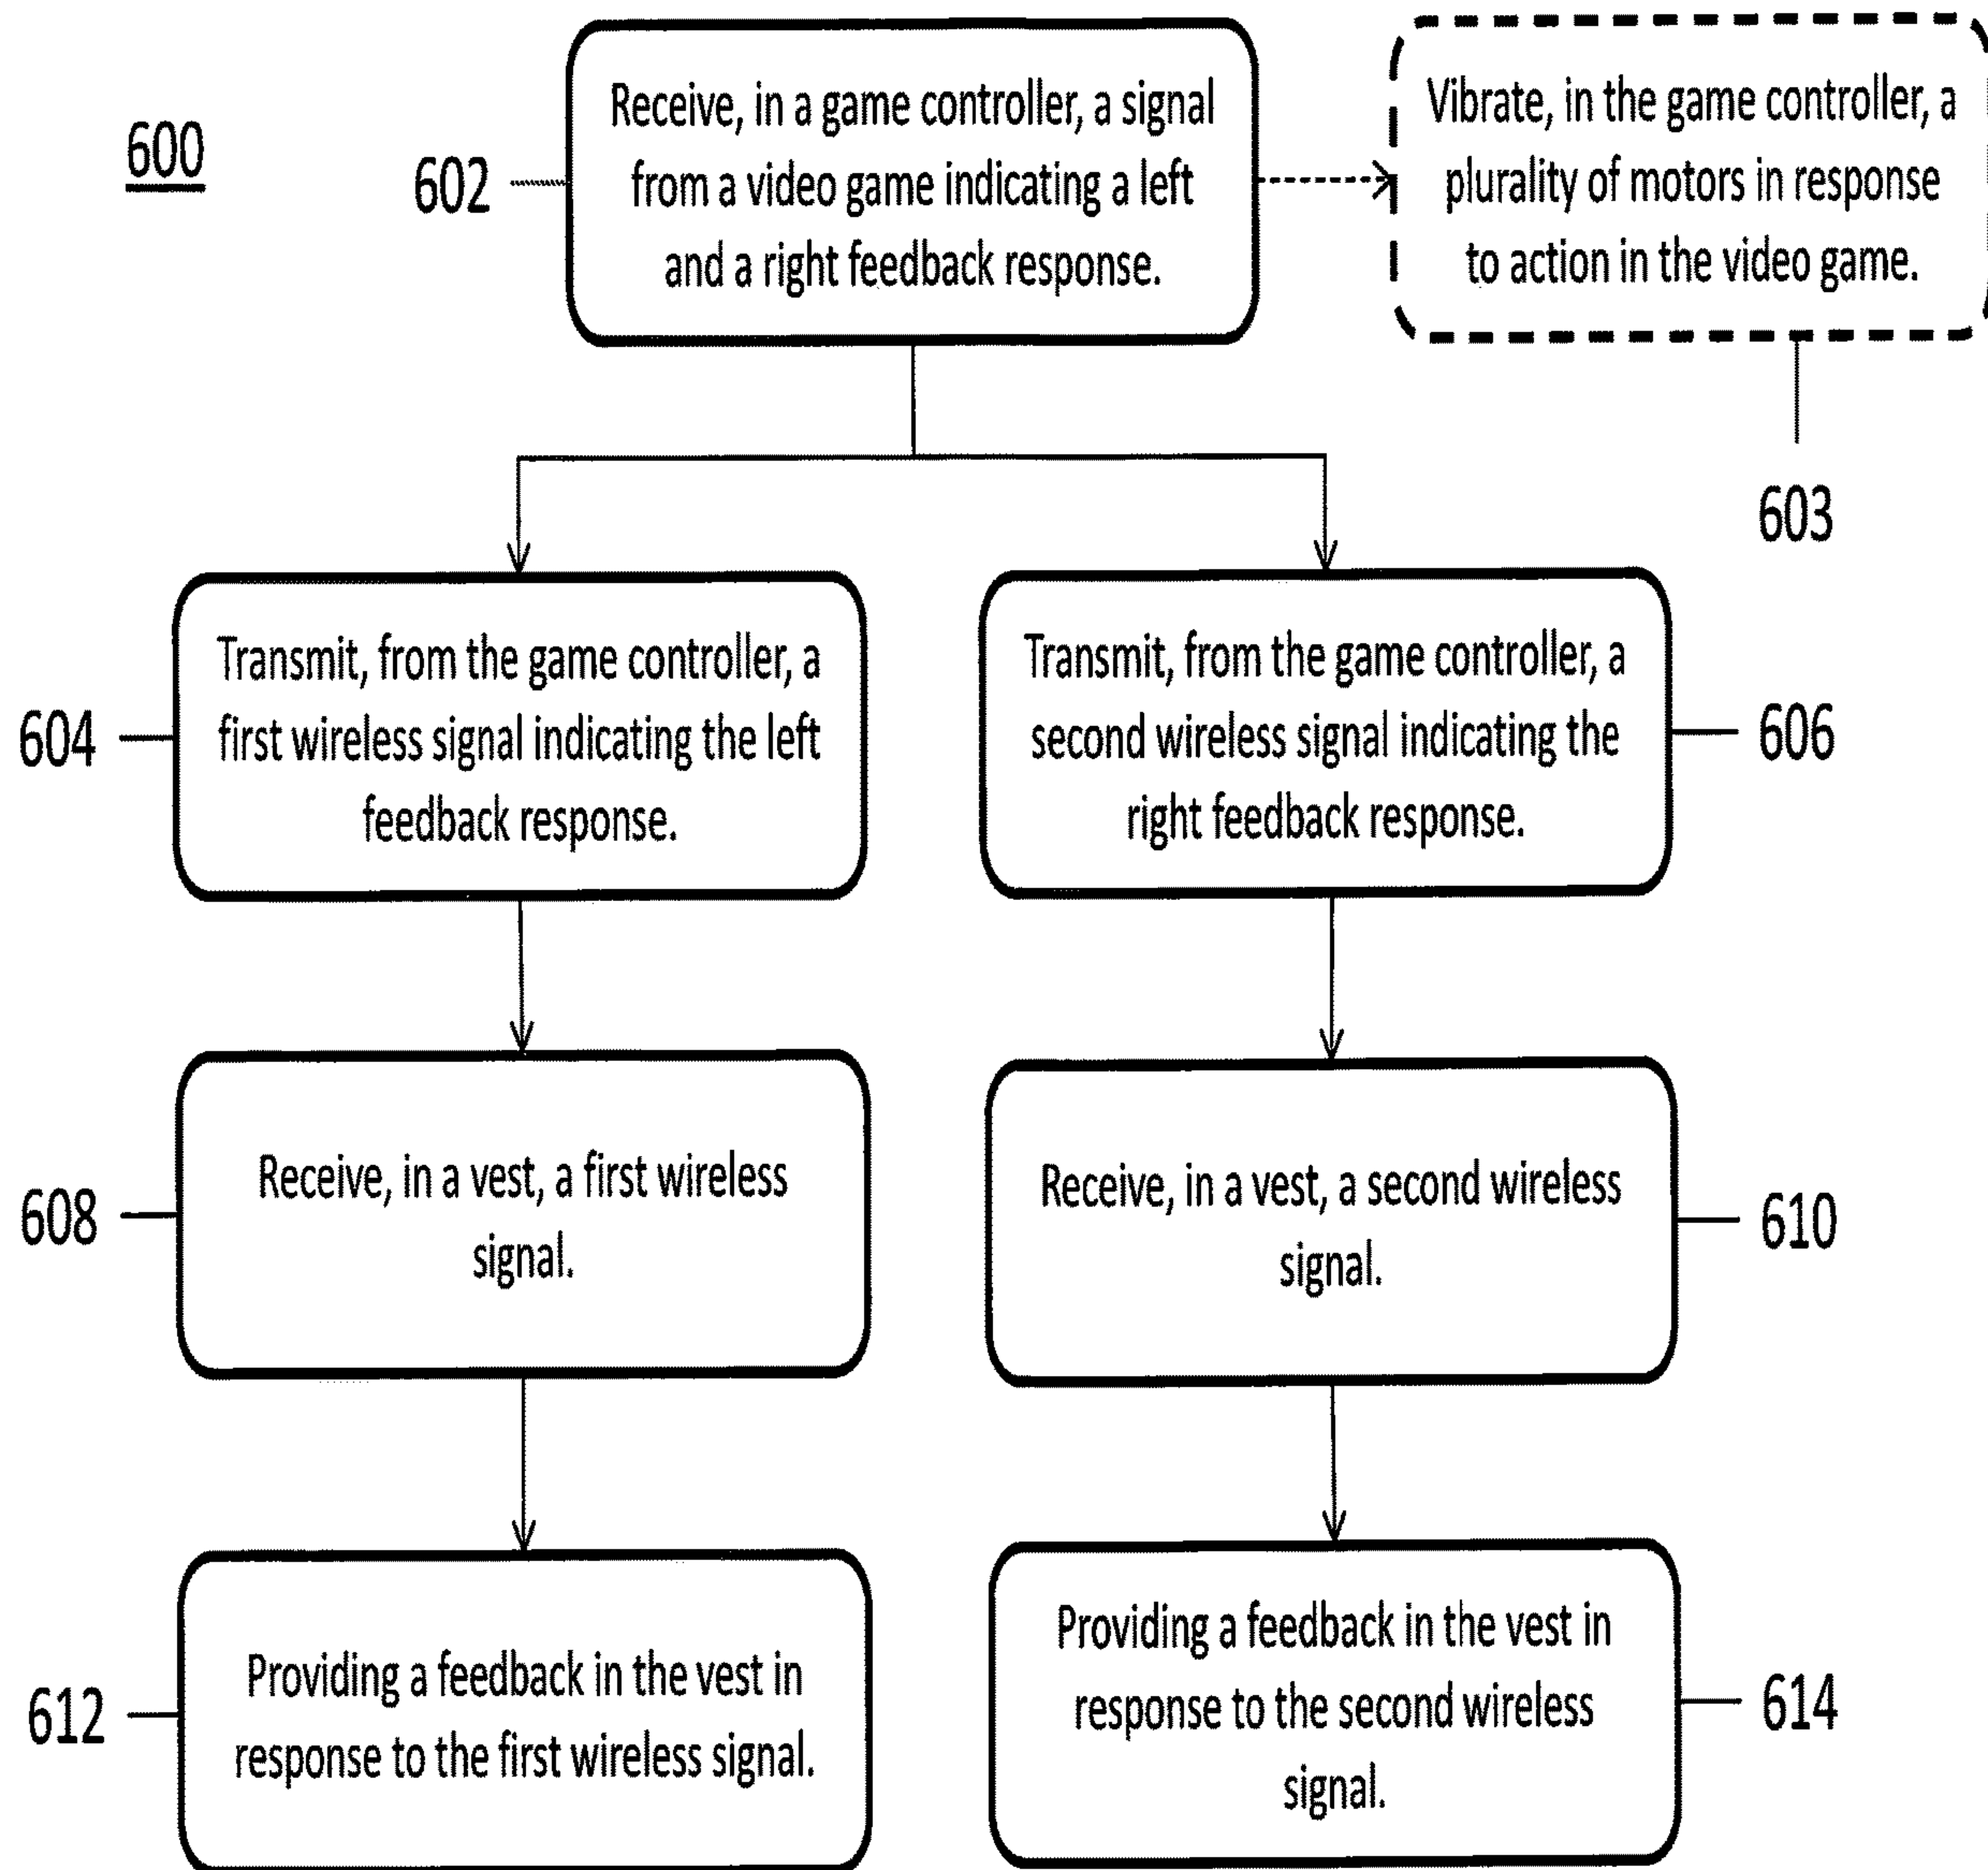 600
602
Receive, in a game controller, a signal
from a video game indicating a left
and a right feedback response.
Vibrate, in the game controller, a
plurality of motors in response
to action in the video game.
603
604
Transmit, from the game controller, a
first wireless signal indicating the left
feedback response.
Transmit, from the game controller, a
second wireless signal indicating the
right feedback response.
606
608
Receive, in a vest, a first wireless
signal.
Receive, in a vest, a second wireless
signal.
610
612
Providing a feedback in the vest in
response to the first wireless signal.
Providing a feedback in the vest in
response to the second wireless
signal.
614